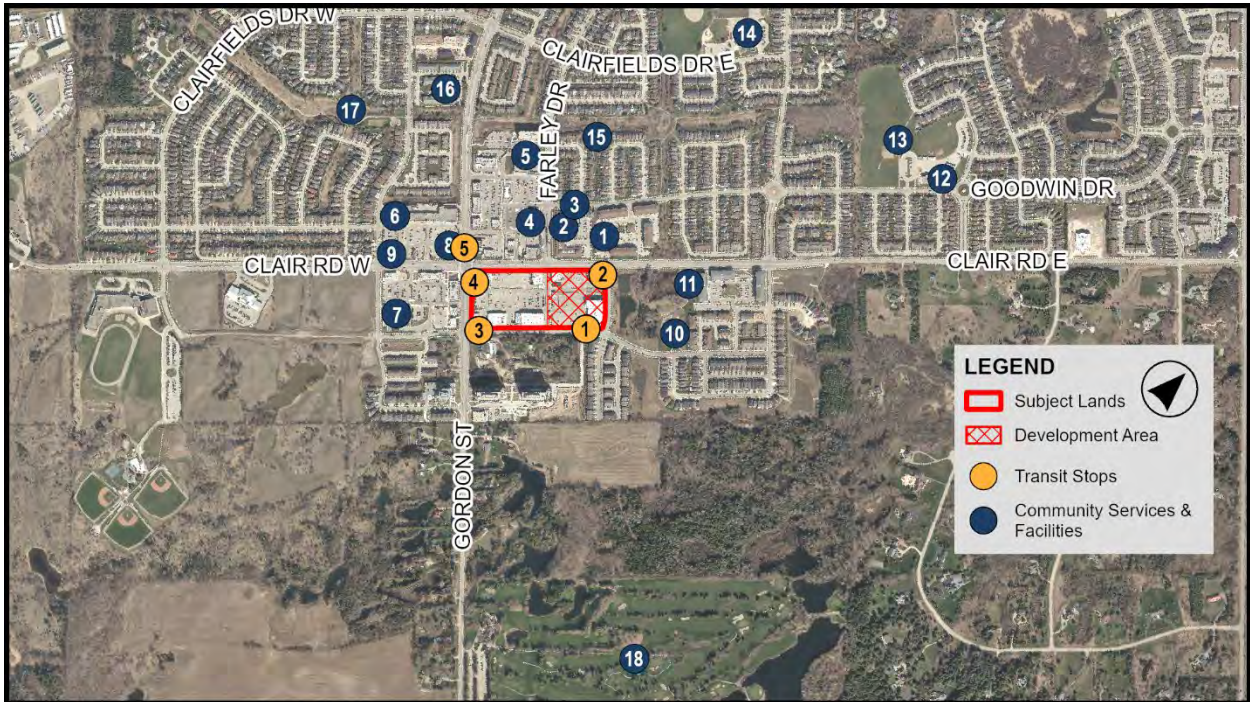 CLAIRFIELDS DR W
14
CLAIRFIELDS DR E
16
17
FARLEY DR
15
13
5
12
GOODWIN DR
3
6
4
2
1
8
5
9
CLAIR RD W
CLAIR RD E
4
2
11
7
3
1
10
LEGEND
Subject Lands
Development Area
Transit Stops
Community Services &
Facilities
GORDON ST
18